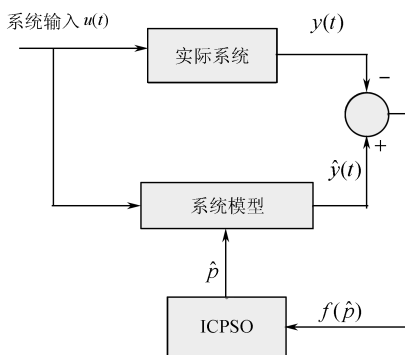 系统输入 u(t)
y(t)
实际系统
−
+
ŷ(t)
系统模型
p̂
f(p̂)
ICPSO